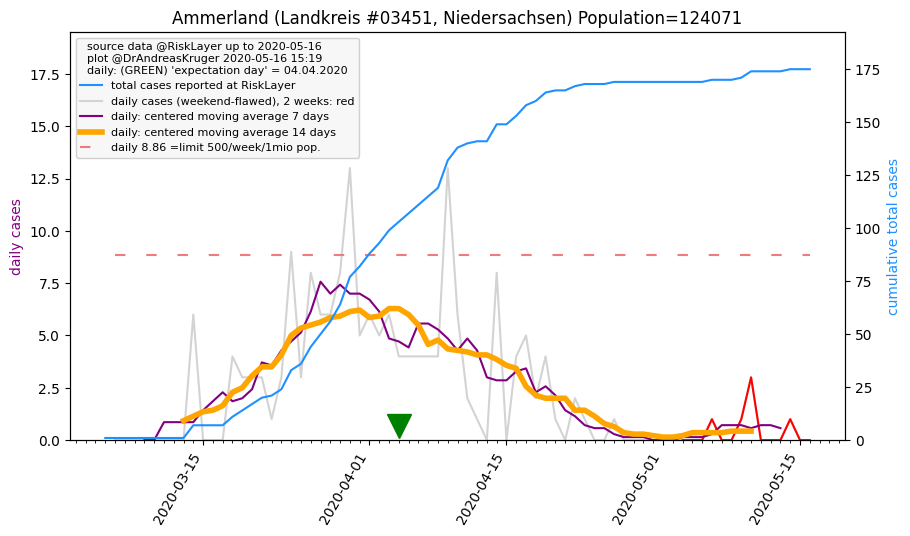 Ammerland (Landkreis #03451, Niedersachsen) Population=124071
source data @RiskLayer up to 2020-05-16
plot @DrAndreasKruger 2020-05-16 15:19
daily: (GREEN) 'expectation day' = 04.04.2020
total cases reported at RiskLayer
daily cases (weekend-flawed), 2 weeks: red
daily: centered moving average 7 days
daily: centered moving average 14 days
daily 8.86 =limit 500/week/1mio pop.
daily cases
17.5
15.0
12.5
10.0
7.5
5.0
2.5
0.0
175
150
125
100
75
50
25
0
cumulative total cases
2020-03-15
2020-04-01
2020-04-15
2020-05-01
2020-05-15